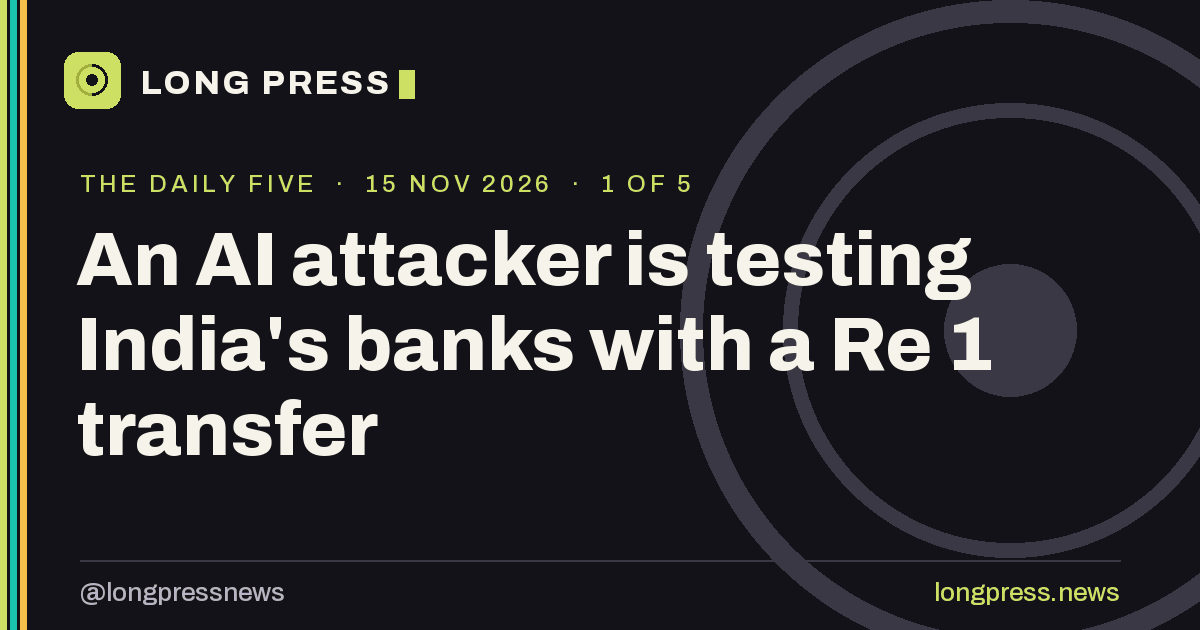 LONG PRESS
THE DAILY FIVE · 15 NOV 2026 · 1 OF 5
An AI attacker is testing
India's banks with a Re 1
transfer
@longpressnews
longpress.news